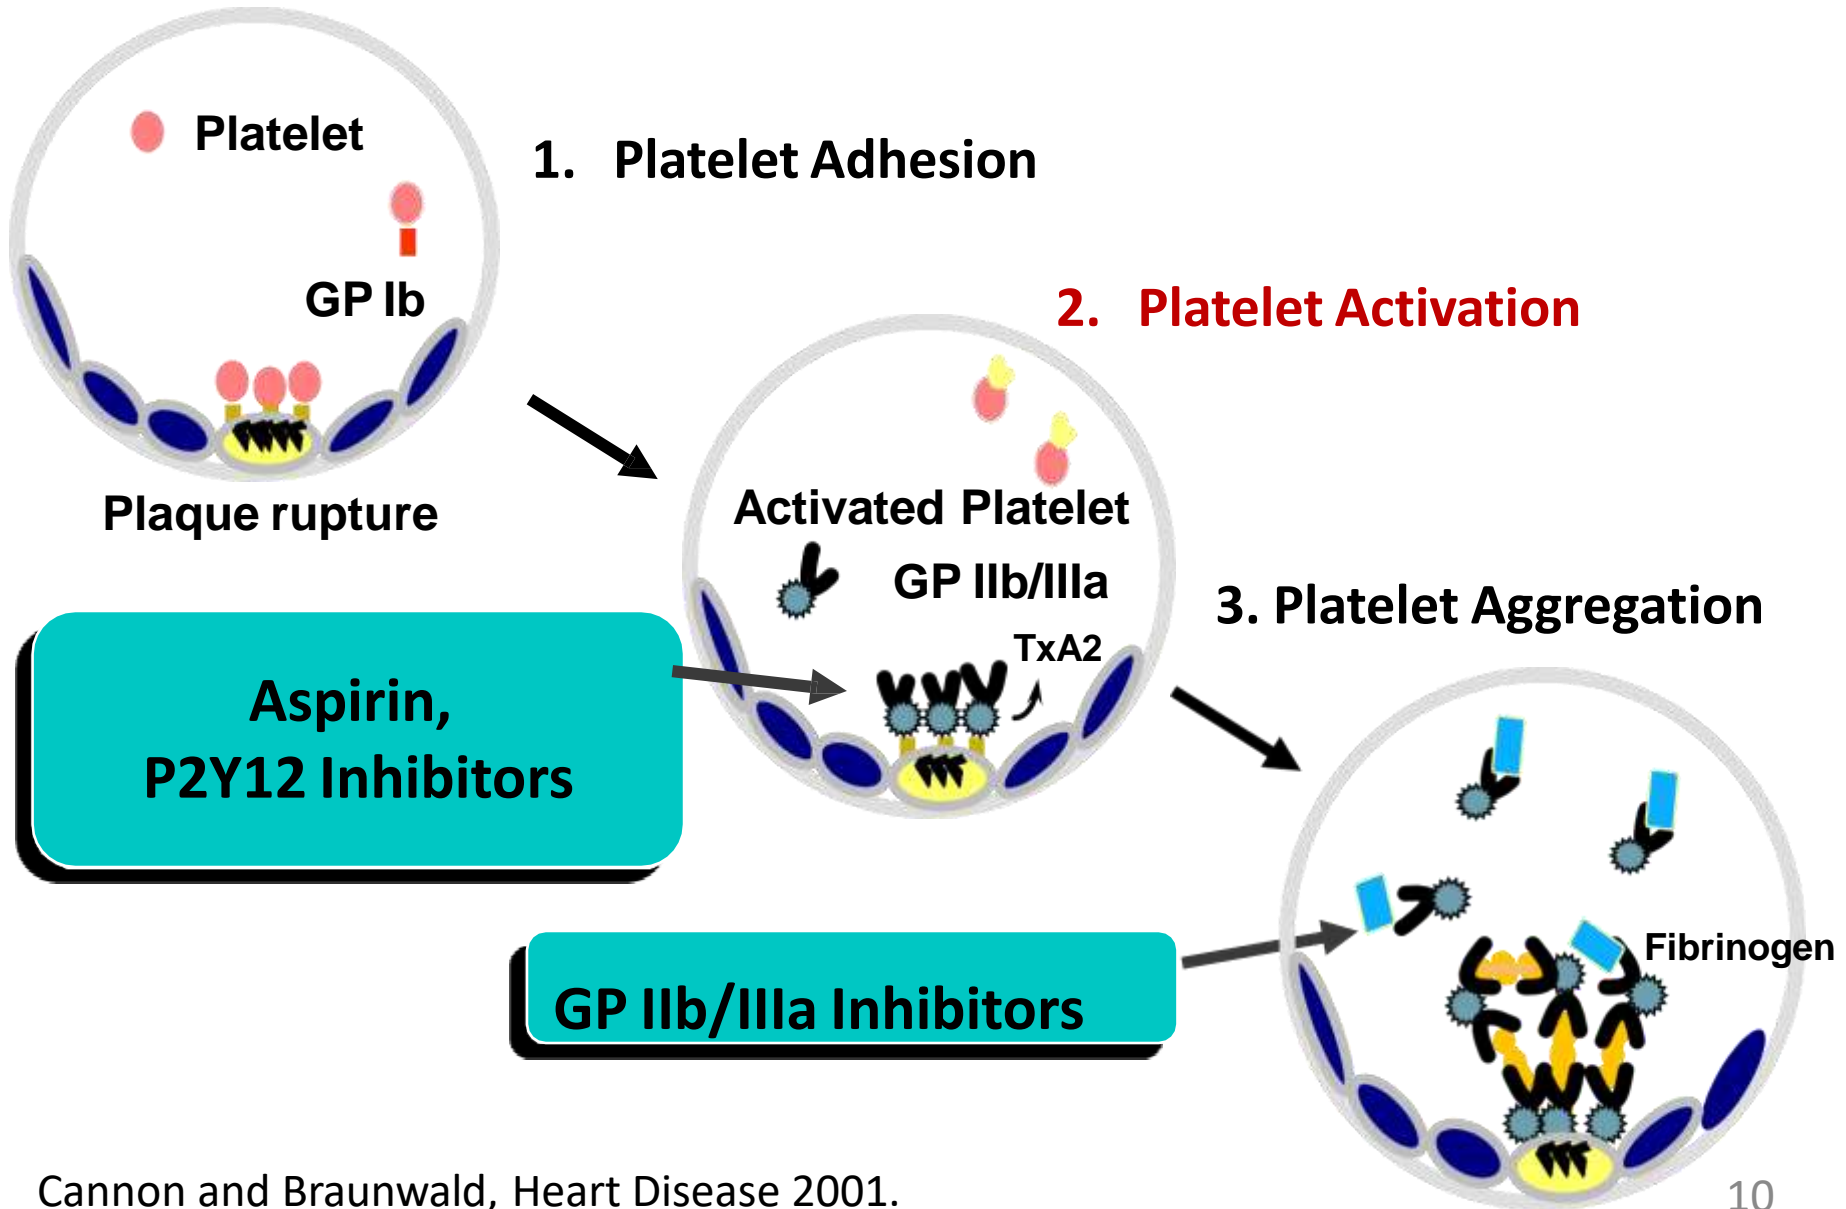 Platelet
1. Platelet Adhesion
GP Ib
2. Platelet Activation
Plaque rupture
Activated Platelet
GP IIb/IIIa
3. Platelet Aggregation
TxA2
Aspirin,
P2Y12 Inhibitors
Fibrinogen
GP IIb/IIIa Inhibitors
Cannon and Braunwald, Heart Disease 2001.
10